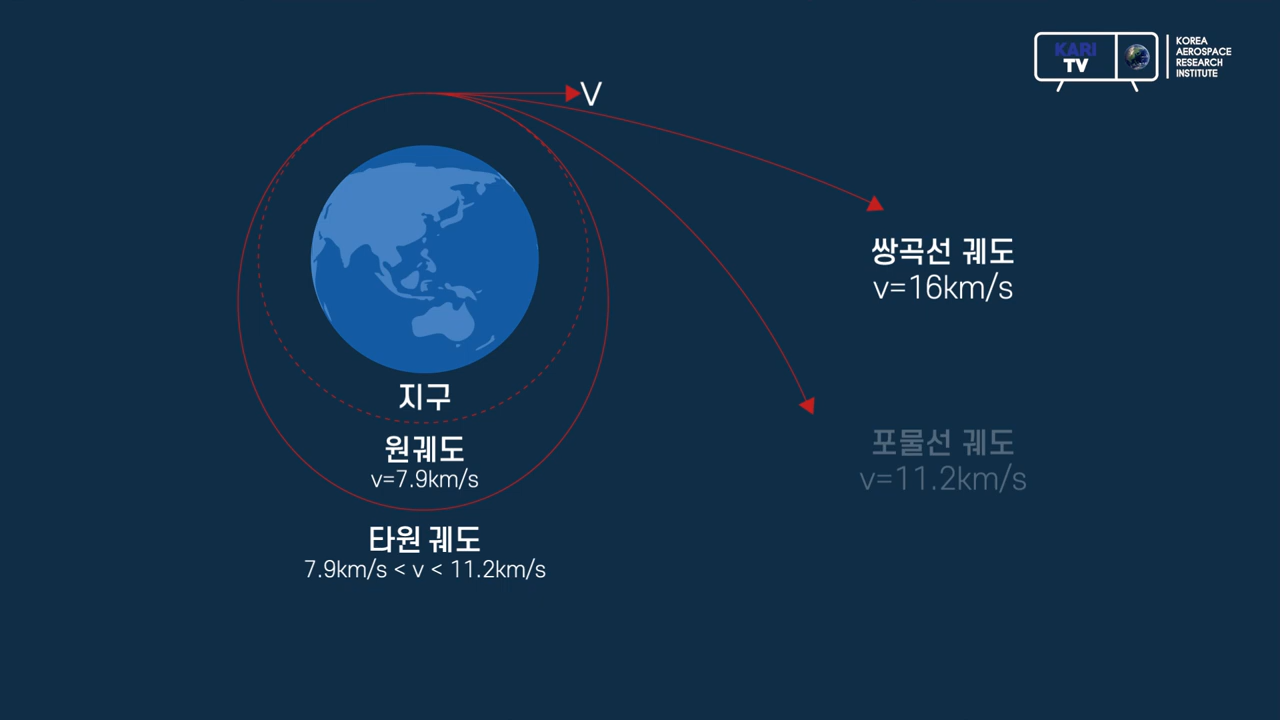 KARI
TV
KOREA
AEROSPACE
RESEARCH
INSTITUTE
V
쌍곡선 궤도
v=16km/s
지구
원궤도
v=7.9km/s
포물선 궤도
v=11.2km/s
타원 궤도
7.9km/s < v < 11.2km/s